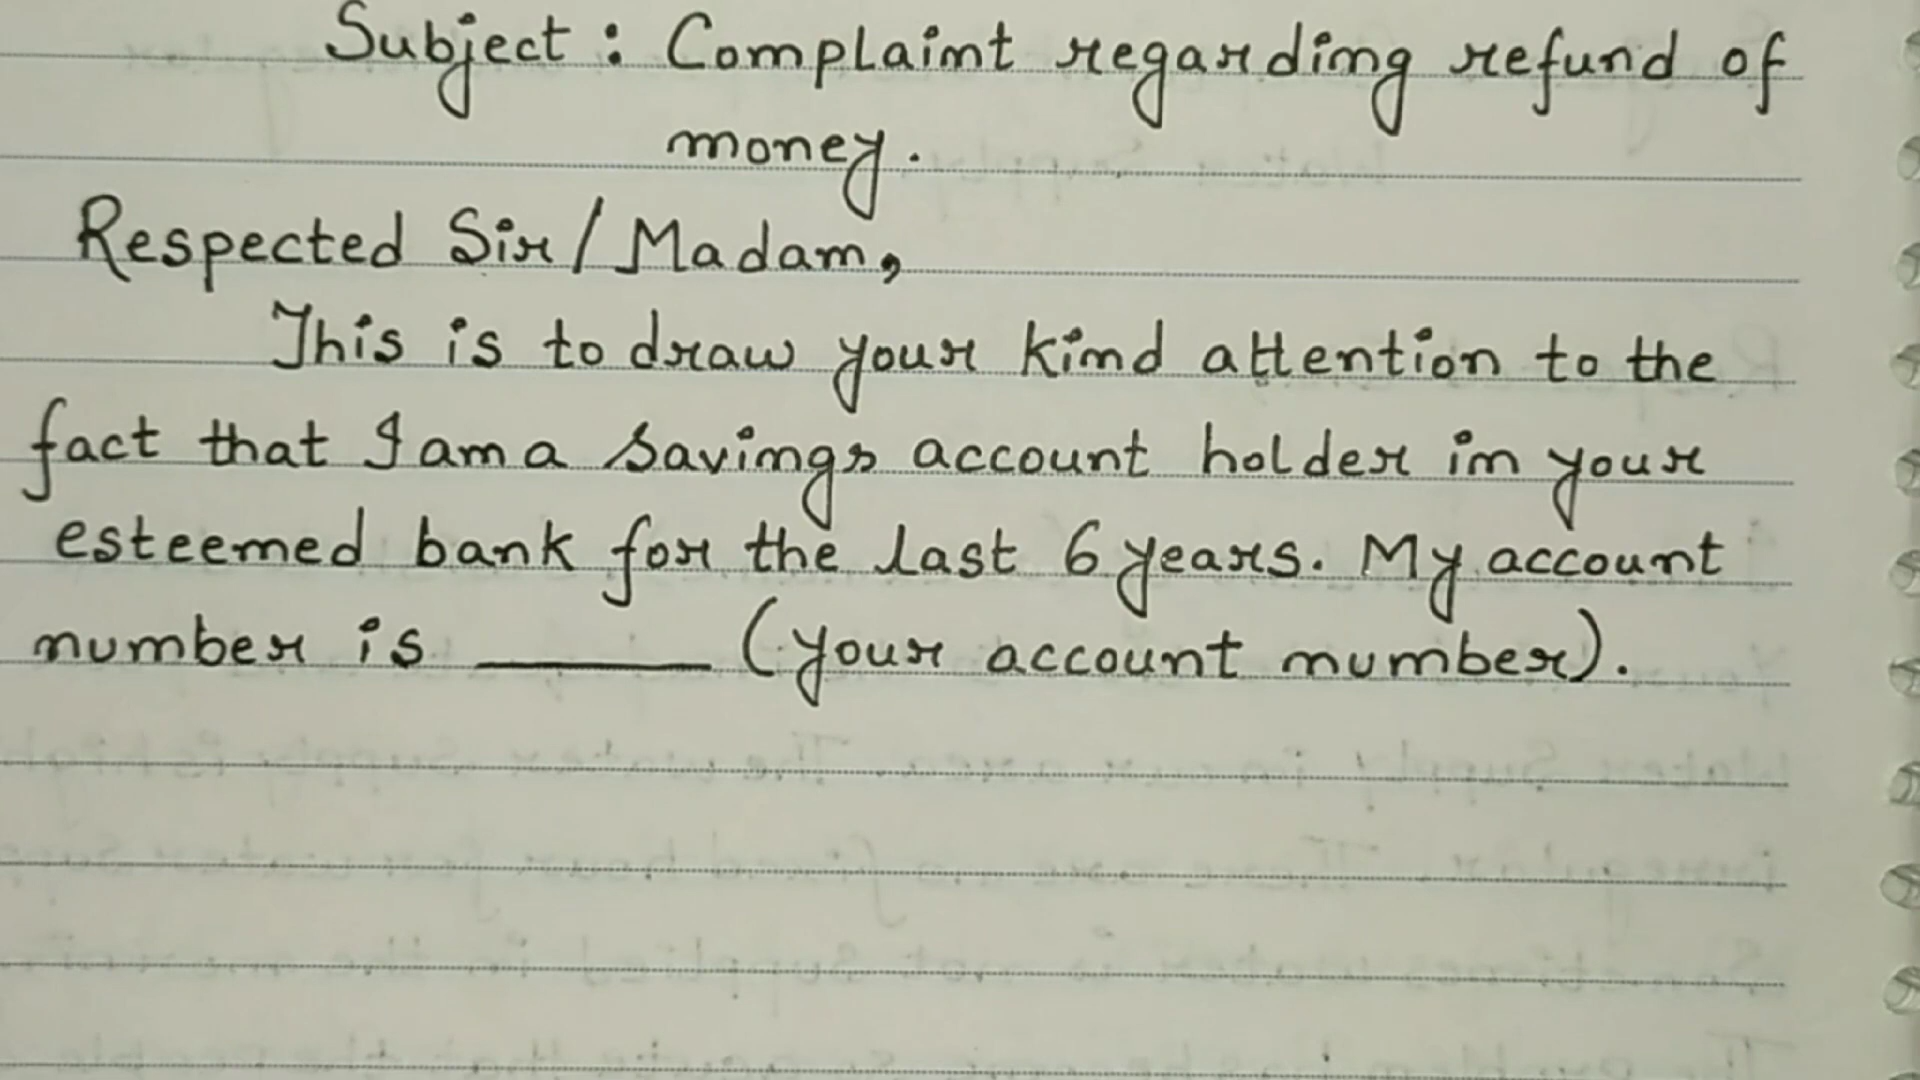 Subject : Complaint regarding refund of
money.
Respected Sir/Madam,
This is to draw your kind attention to the
fact that I am a savings account holder in your
esteemed bank for the last 6 years. My account
number is ______ (your account number).